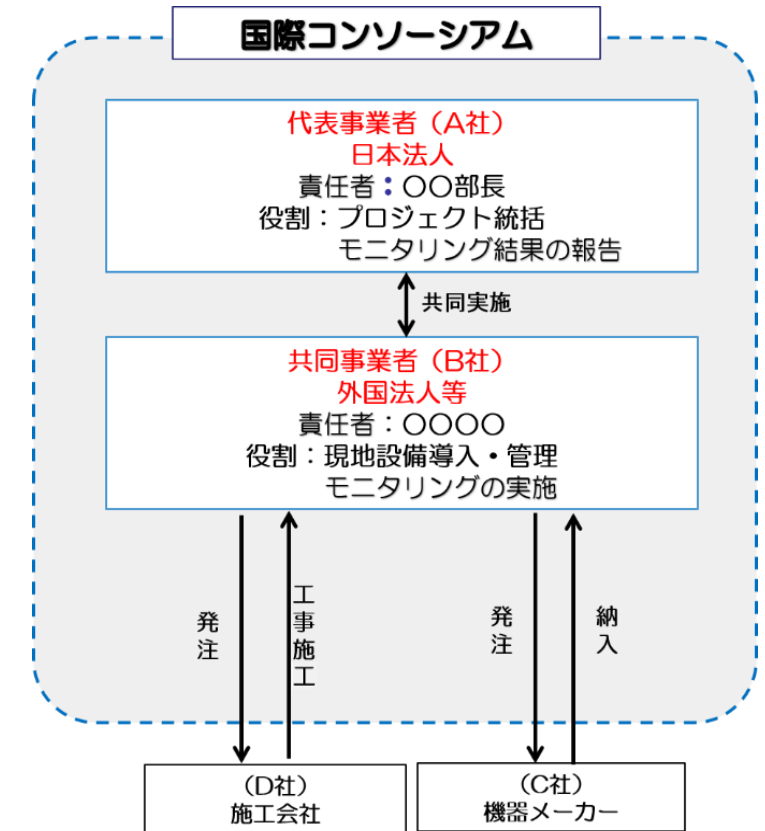 国際コンソーシアム
代表事業者（A社）
日本法人
責任者：〇〇部長
役割：プロジェクト統括
モニタリング結果の報告
共同実施
共同事業者（B社）
外国法人等
責任者：〇〇〇〇
役割：現地設備導入・管理
モニタリングの実施
発注
工事施工
発注
納入
（D社）
施工会社
（C社）
機器メーカー